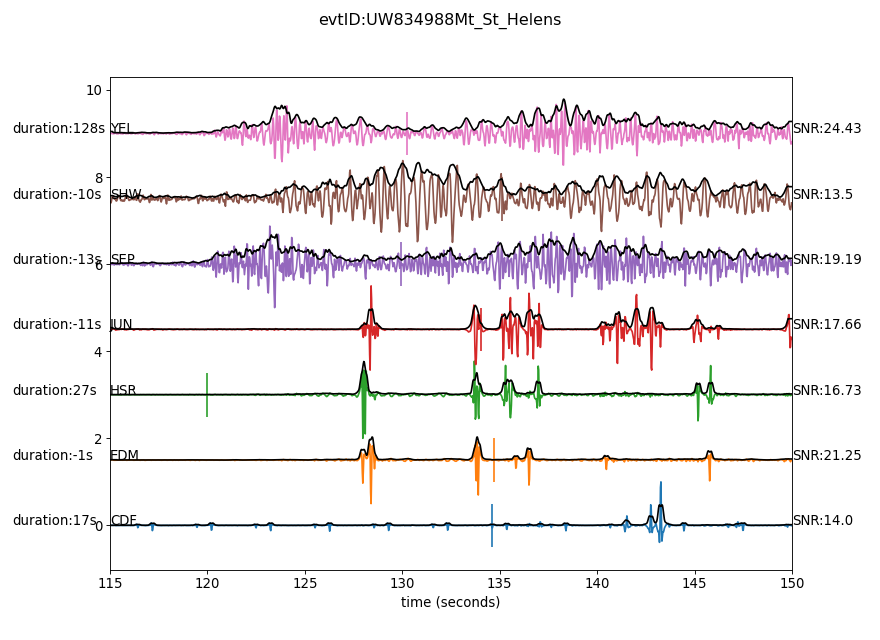 evtID:UW834988Mt_St_Helens
10
duration:128s YEL SNR:24.43
8
duration:-10s SHW SNR:13.5
duration:-13s SEP SNR:19.19
6
duration:-11s JUN SNR:17.66
4
duration:27s HSR SNR:16.73
2
duration:-1s EDM SNR:21.25
duration:17s CDF SNR:14.0
0
115 120 125 130 135 140 145 150
time (seconds)